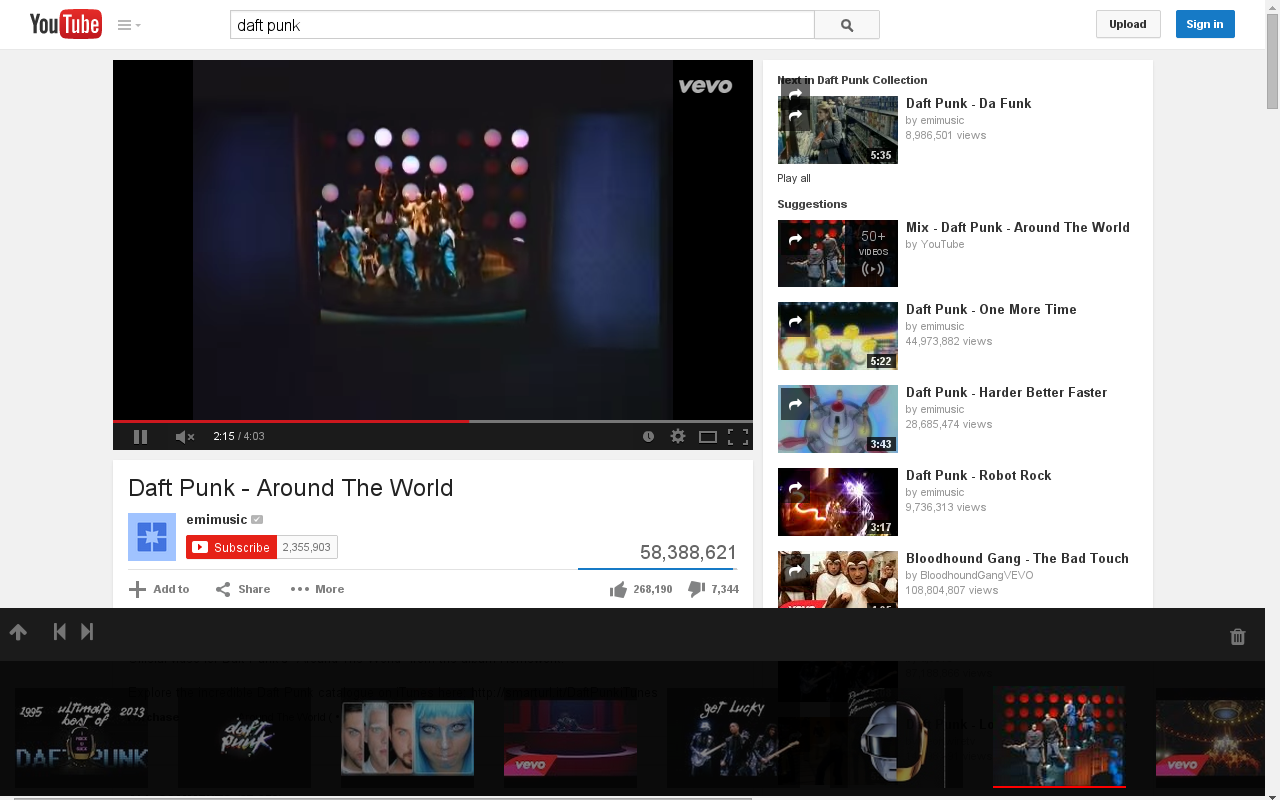 YouTube
daft punk
Upload
Sign in
vevo
2:15 / 4:03
Daft Punk - Around The World
emimusic
Subscribe
2,355,903
58,388,621
Add to
Share
More
268,190
7,344
Next in Daft Punk Collection
Daft Punk - Da Funk
by emimusic
8,986,501 views
5:35
Play all
Suggestions
Mix - Daft Punk - Around The World
by YouTube
50+
VIDEOS
Daft Punk - One More Time
by emimusic
44,973,882 views
5:22
Daft Punk - Harder Better Faster
by emimusic
28,685,474 views
3:43
Daft Punk - Robot Rock
by emimusic
9,736,313 views
3:17
Bloodhound Gang - The Bad Touch
by BloodhoundGangVEVO
108,804,807 views
vevo
1995 ultimate 2013
best of
DAFT PUNK
daft
punk
vevo
get Lucky
vevo